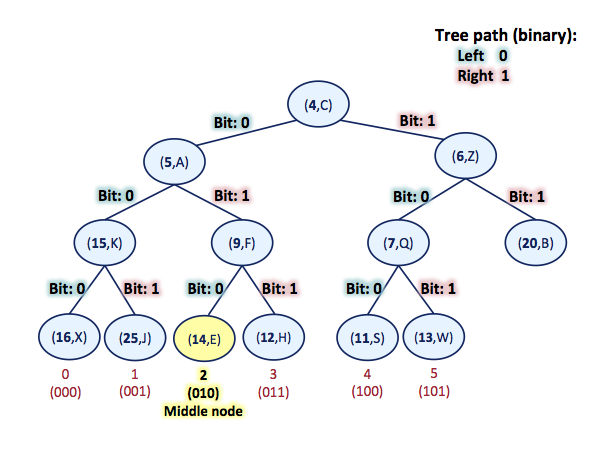 Tree path (binary):
Left 0
Right 1
(4,C)
Bit: 0
Bit: 1
(5,A)
(6,Z)
Bit: 0
Bit: 1
Bit: 0
Bit: 1
(15,K)
(9,F)
(7,Q)
(20,B)
Bit: 0
Bit: 1
Bit: 0
Bit: 1
Bit: 0
Bit: 1
(16,X)
(25,J)
(14,E)
(12,H)
(11,S)
(13,W)
0
1
2
3
4
5
(000)
(001)
(010)
(011)
(100)
(101)
Middle node